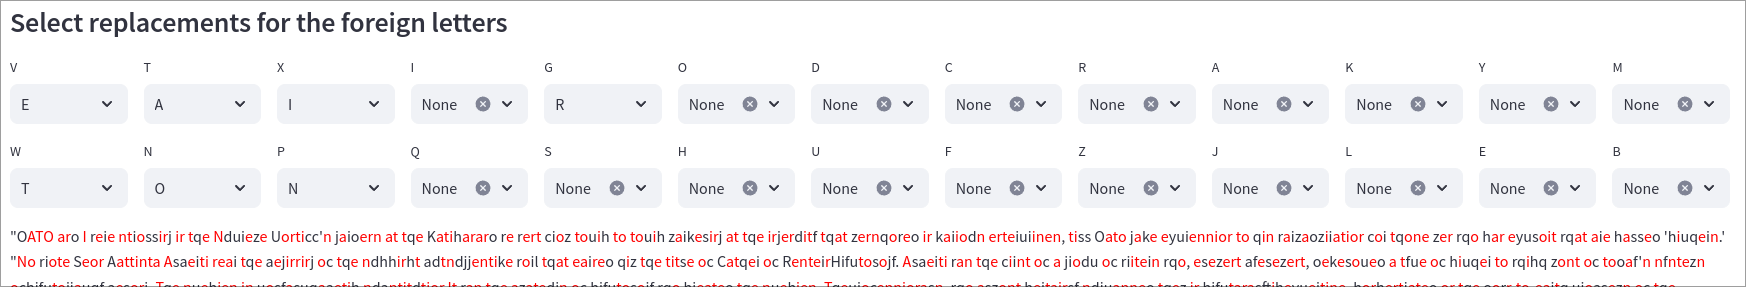 Select replacements for the foreign letters
V T X I G O D C R A K Y M
E A I None R None None None None None None None None
W N P Q S H U F Z J L E B
T O N None None None None None None None None None None
"OATO aro I reie ntiossirj ir tqe Nduieze Uorticc'n jaioern at tqe Katihararo re rert cioz touih to touih zaikesirj at tqe irjerditf tqat zernqoreo ir kaiiodn erteiuiinen, tiss Oato jake eyuiennior to qin raizaoziiatior coi tqone zer rqo har eyusoit rqat aie hasseo 'hiuqein.'
"No riote Seor Aattinta Asaeiti reai tqe aejirrirj oc tqe ndhhirht adtndjjentike roil tqat eaireo qiz tqe titse oc Catqei oc RenteirHifutosojf. Asaeiti ran tqe ciint oc a jiodu oc riitein rqo, esezert afesezert, oekesoueo a tfue oc hiuqei to rqihq zont oc tooaf'n nfntezn